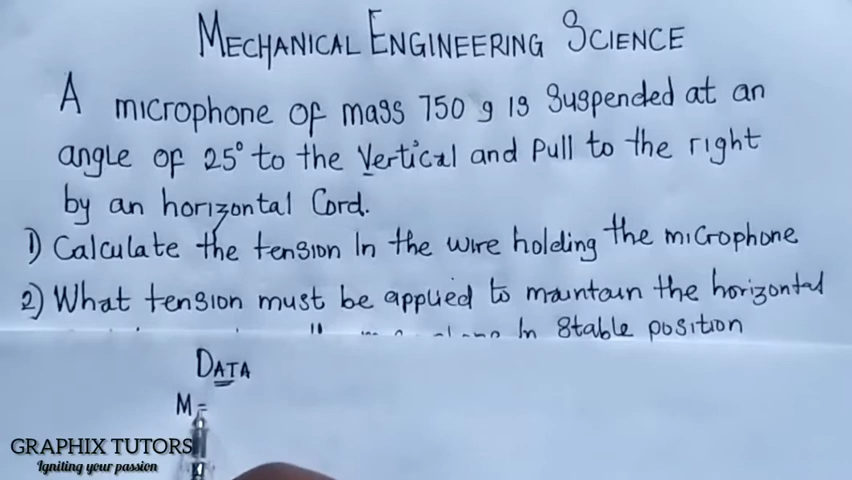 MECHANICAL ENGINEERING SCIENCE
A microphone of mass 750 g is suspended at an
angle of 25° to the vertical and pull to the right
by an horizontal cord.
1) Calculate the tension in the wire holding the microphone
2) What tension must be applied to maintain the horizontal
in stable position
DATA
M=
GRAPHIX TUTORS
Igniting your passion